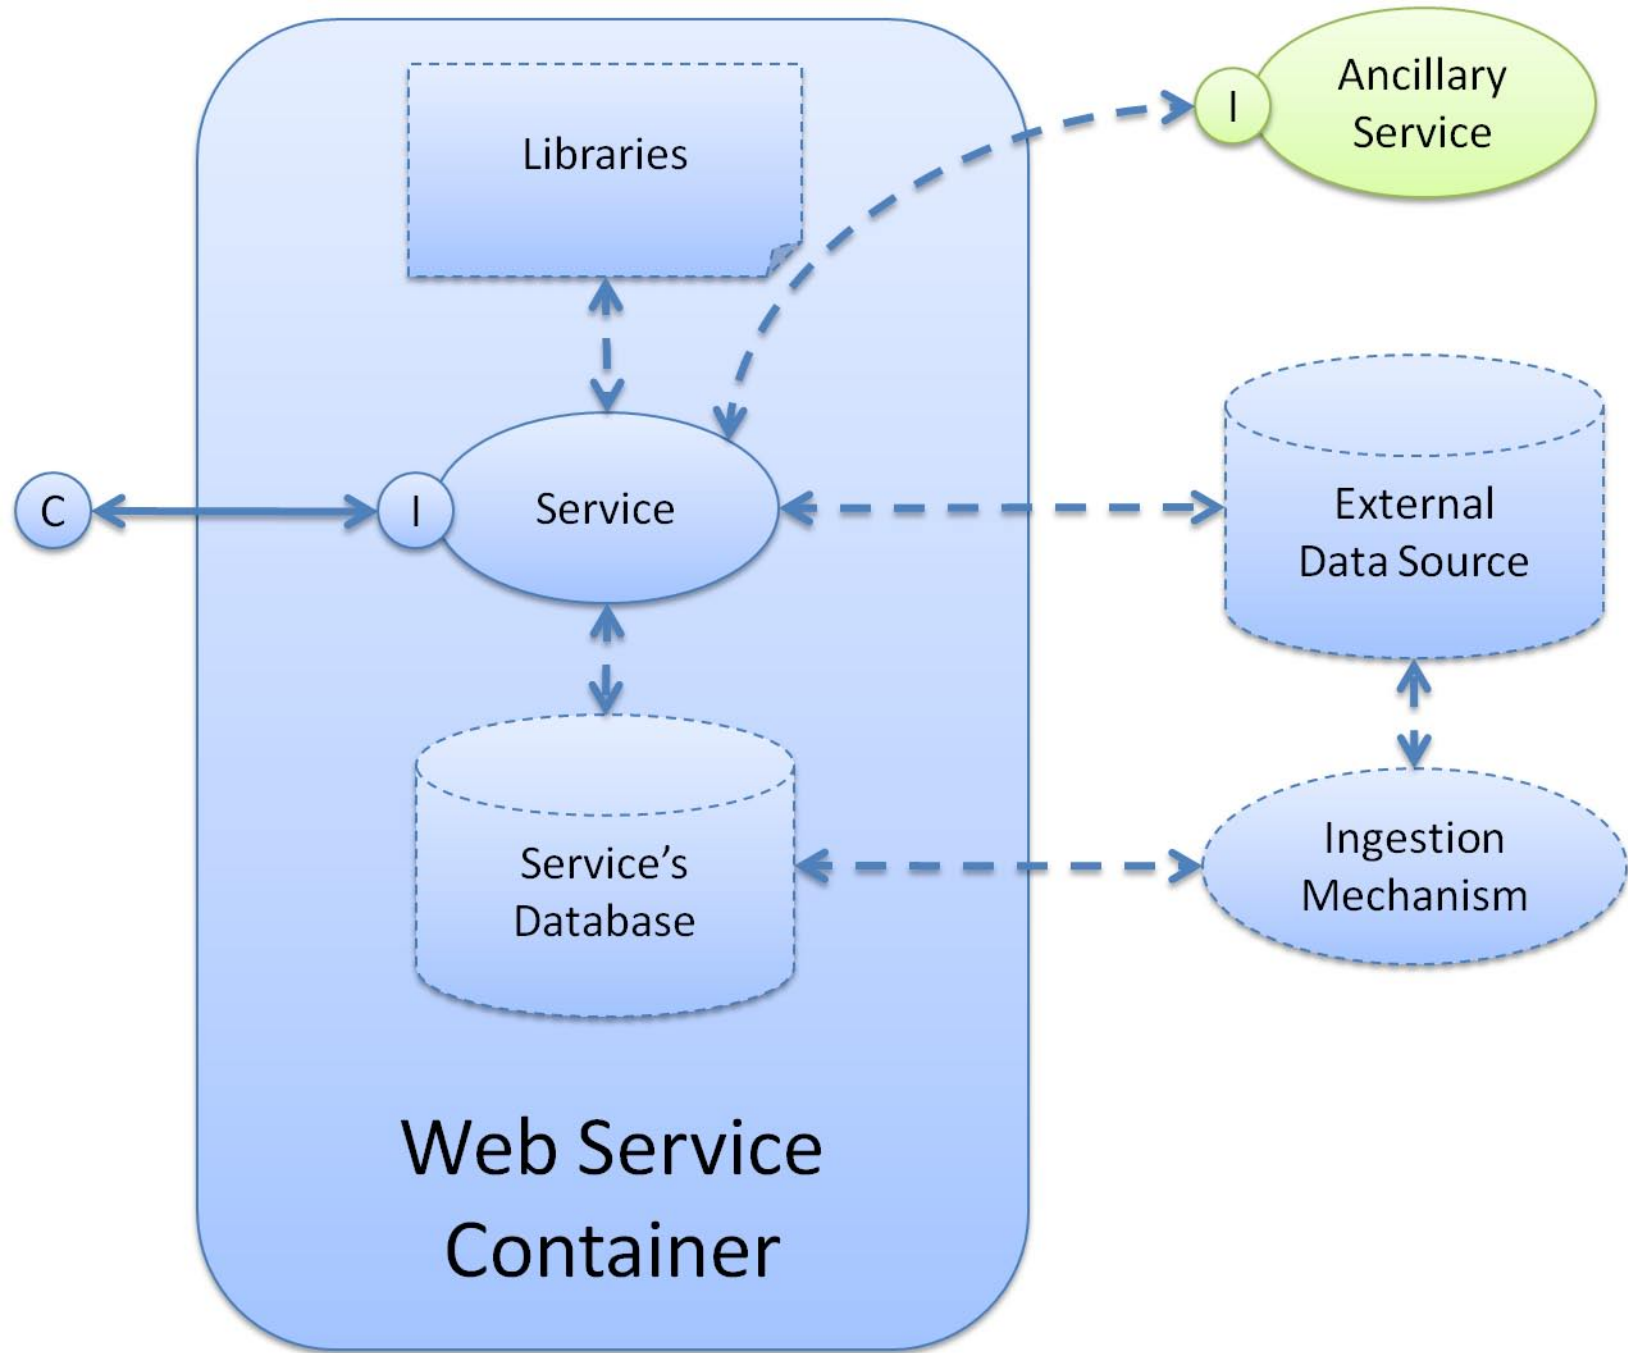 Libraries
I
Ancillary
Service
C
I
Service
External
Data Source
Service’s
Database
Ingestion
Mechanism
Web Service
Container